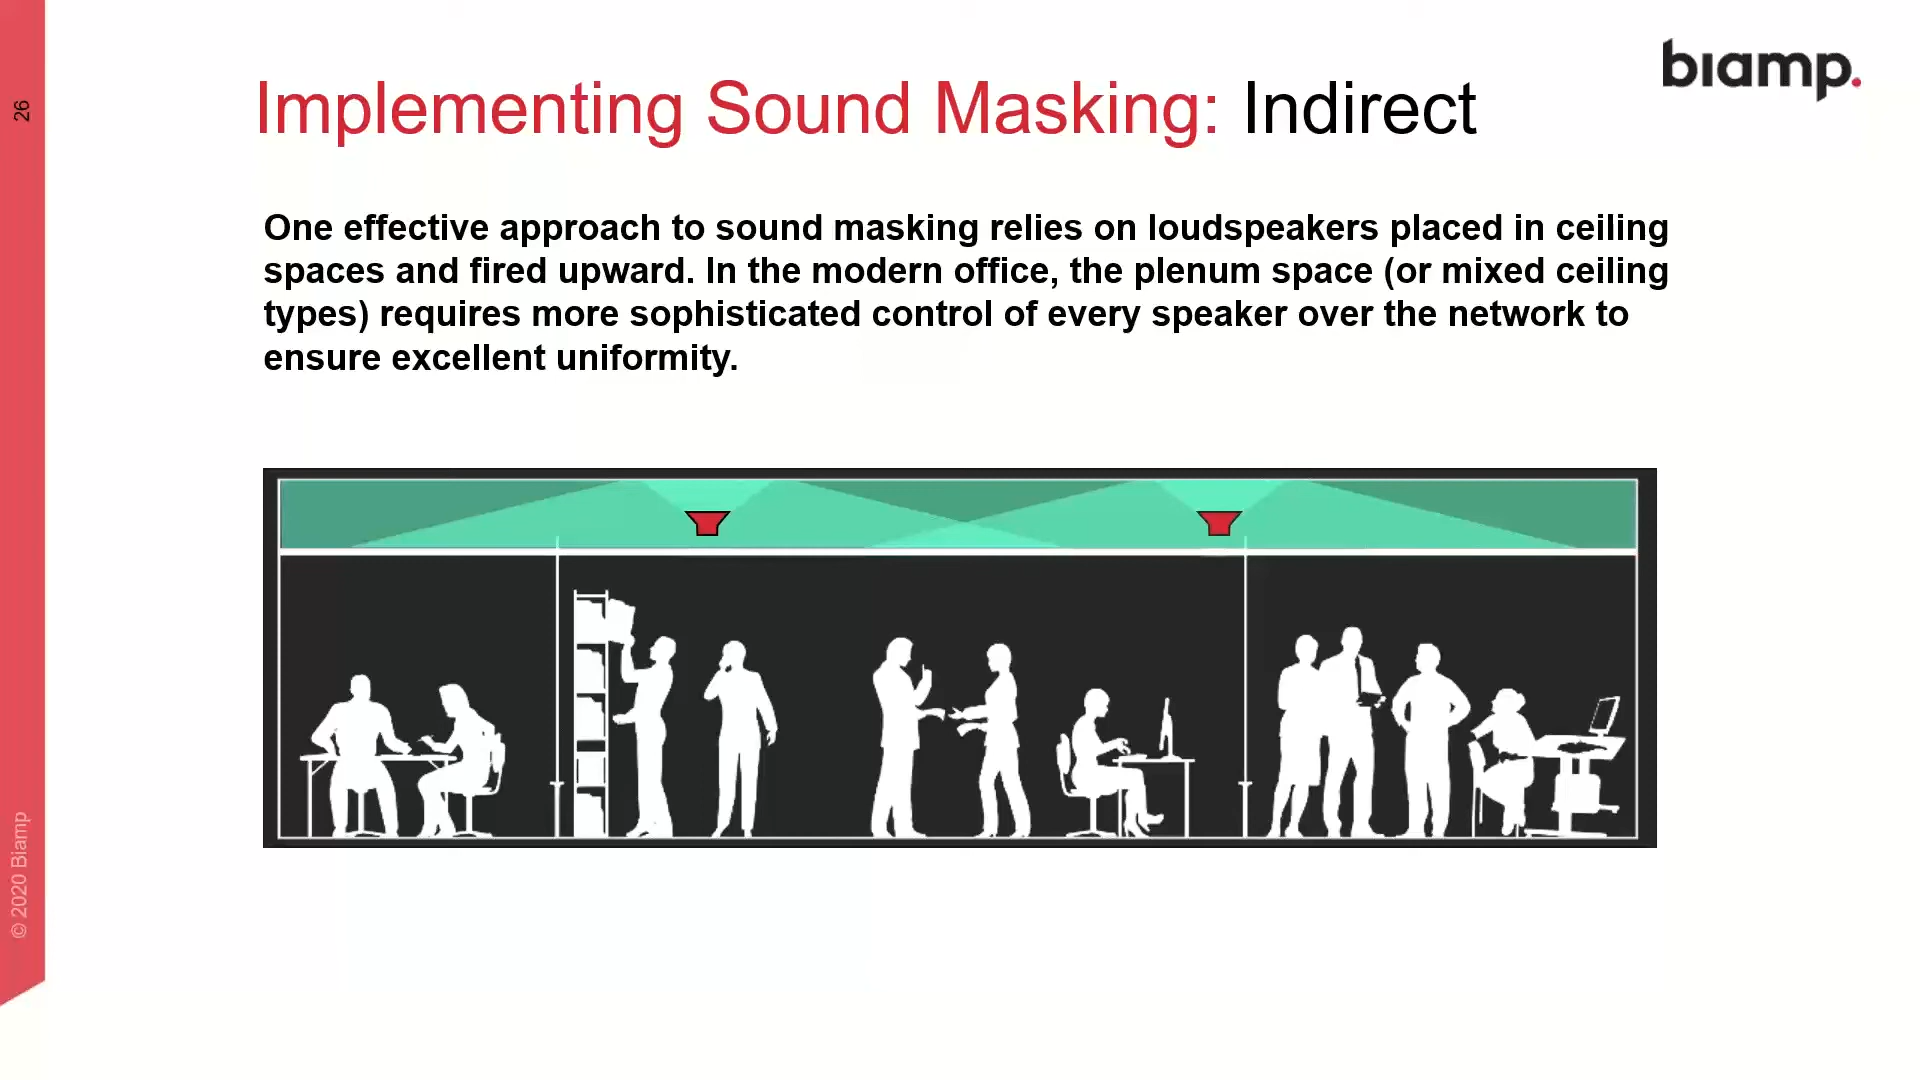 26
biamp.
Implementing Sound Masking: Indirect
One effective approach to sound masking relies on loudspeakers placed in ceiling
spaces and fired upward. In the modern office, the plenum space (or mixed ceiling
types) requires more sophisticated control of every speaker over the network to
ensure excellent uniformity.
© 2020 Biamp